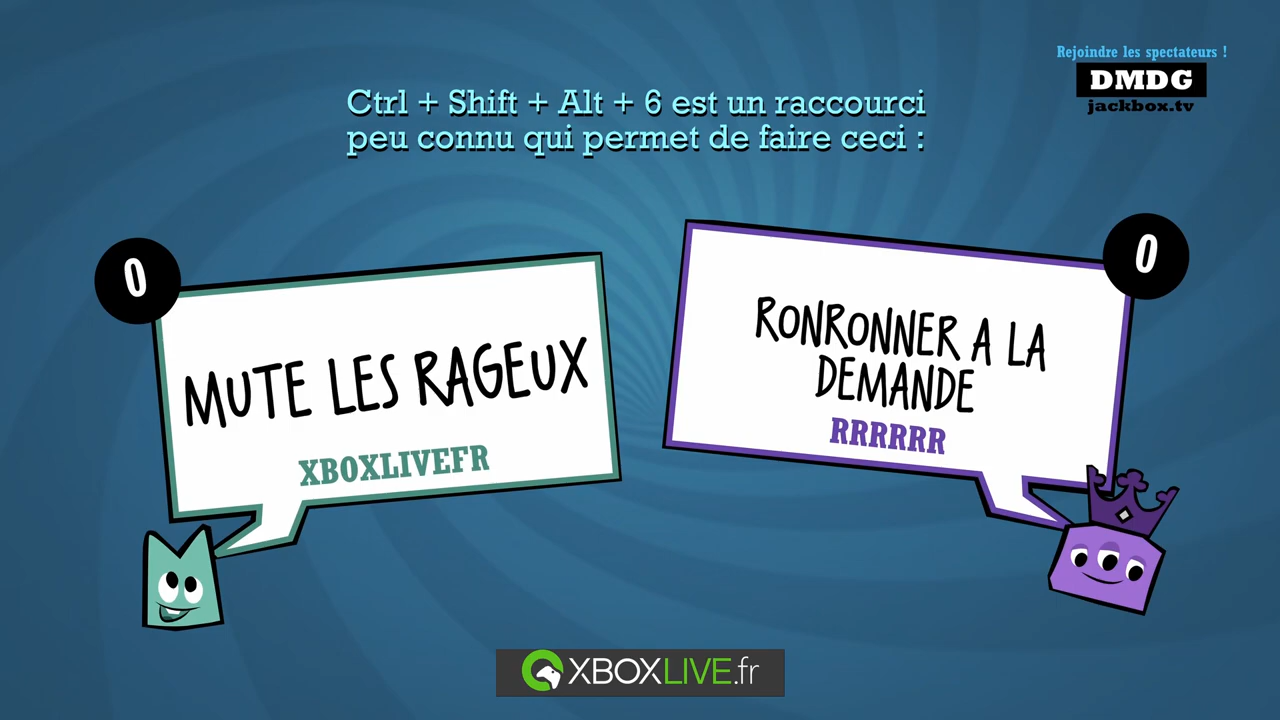 Rejoindre les spectateurs !
DMDG
jackbox.tv
Ctrl + Shift + Alt + 6 est un raccourci
peu connu qui permet de faire ceci :
0
MUTE LES RAGEUX
XBOXLIVEFR
0
RONRONNER A LA
DEMANDE
RRRRRR
XBOXLIVE.fr